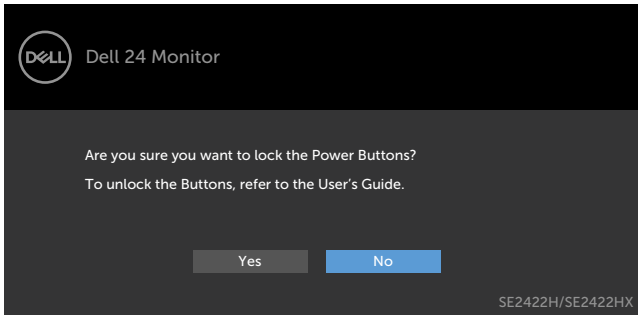 DELL
Dell 24 Monitor
Are you sure you want to lock the Power Buttons?
To unlock the Buttons, refer to the User's Guide.
Yes No
SE2422H/SE2422HX